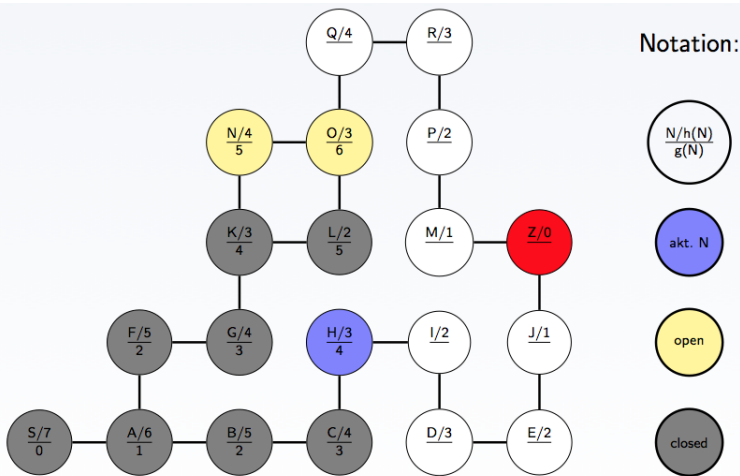 Q/4
R/3
Notation:
N/4
5
O/3
6
P/2
N/h(N)
g(N)
K/3
4
L/2
5
M/1
Z/0
akt. N
F/5
2
G/4
3
H/3
4
I/2
J/1
open
S/7
0
A/6
1
B/5
2
C/4
3
D/3
E/2
closed